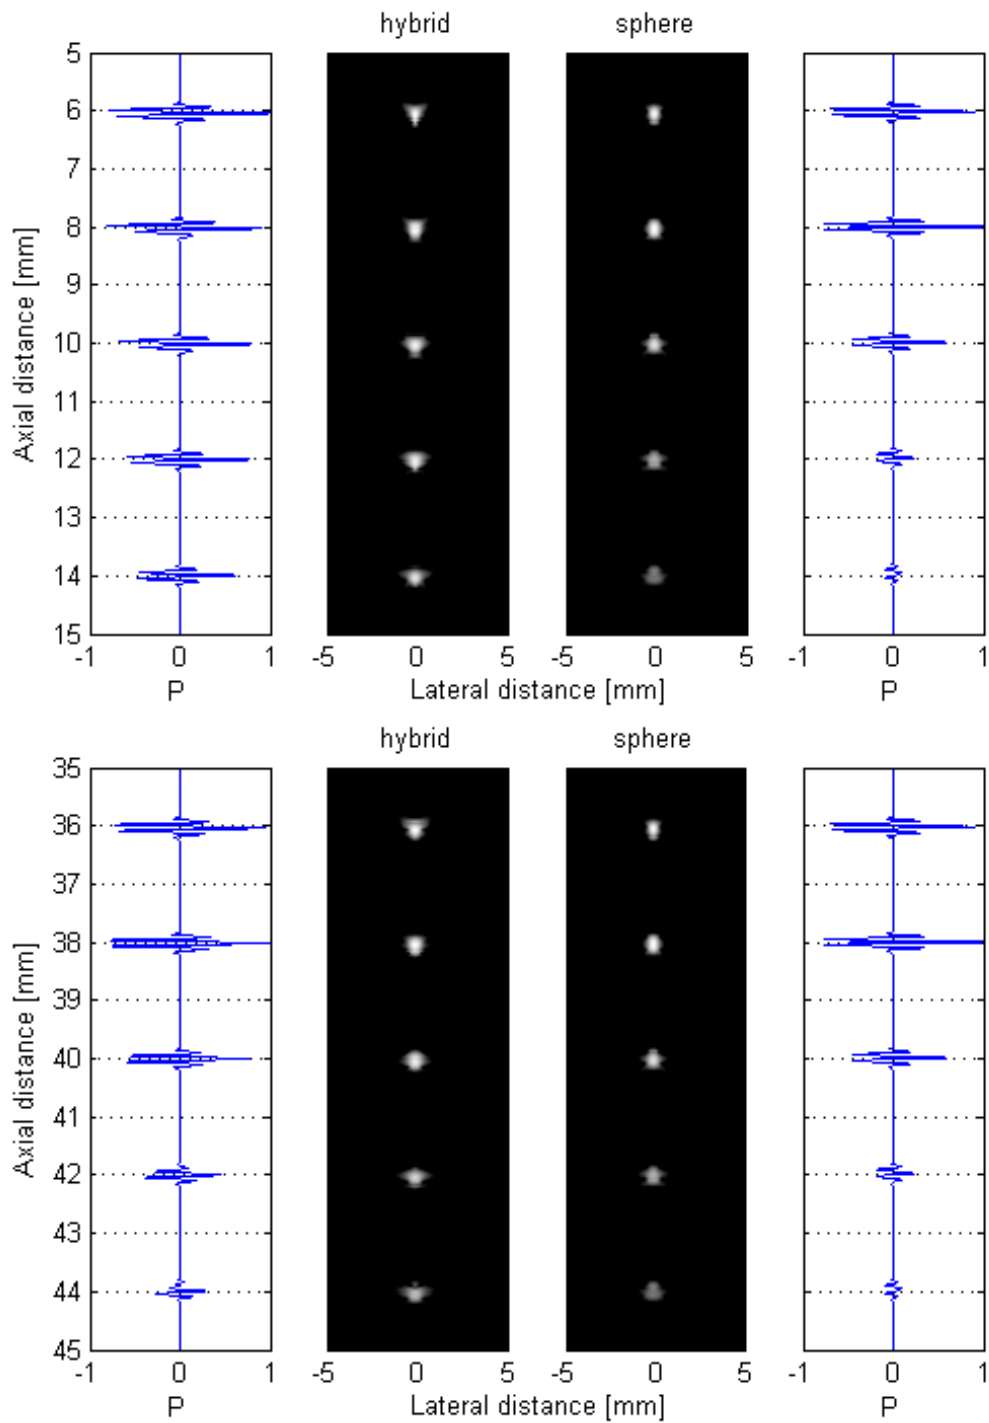 hybrid sphere
5
6
7
8
9
10
11
12
13
14
15
Axial distance [mm]
-1 0 1 -5 0 5 -5 0 5 -1 0 1
P Lateral distance [mm] P
hybrid sphere
35
36
37
38
39
40
41
42
43
44
45
Axial distance [mm]
-1 0 1 -5 0 5 -5 0 5 -1 0 1
P Lateral distance [mm] P